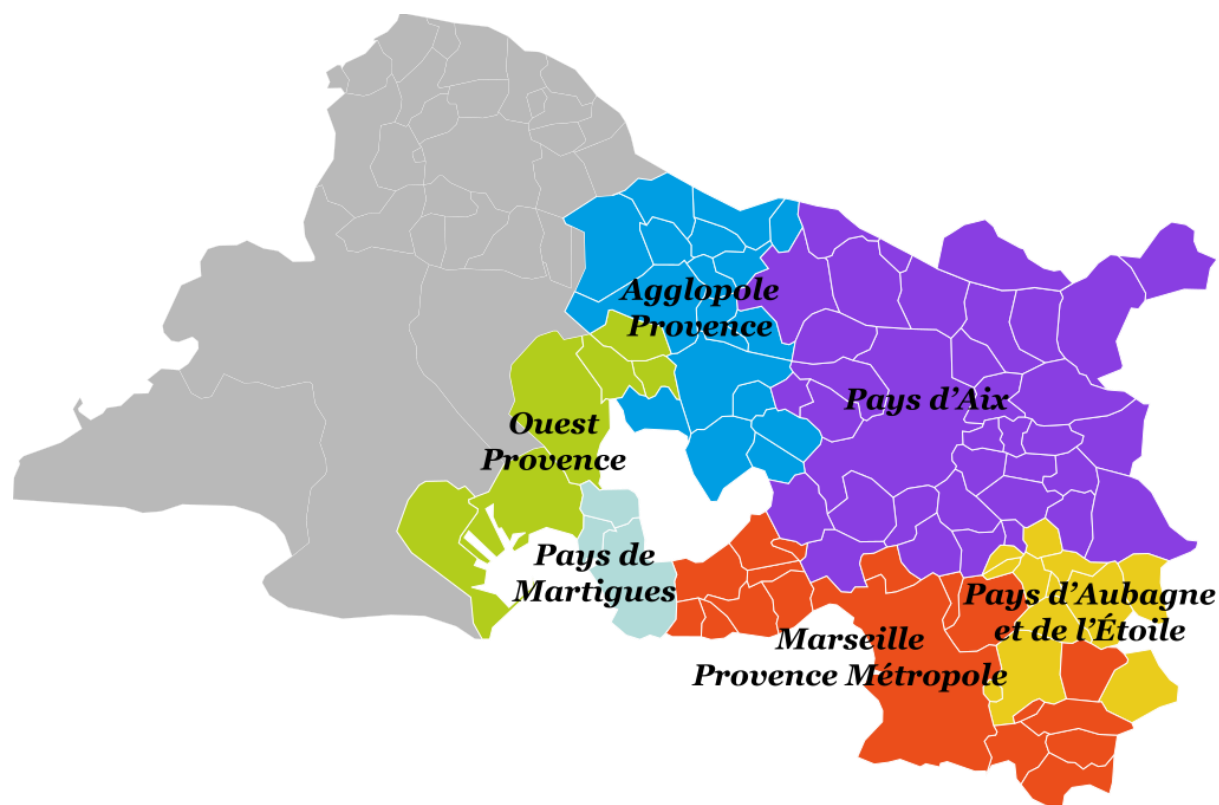 Agglopole
Provence
Pays d’Aix
Ouest
Provence
Pays de
Martigues
Pays d’Aubagne
et de l’Étoile
Marseille
Provence Métropole